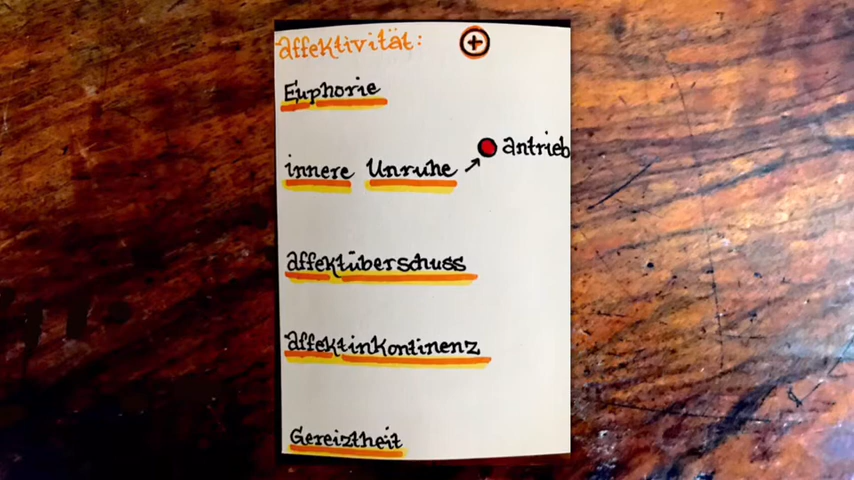 affektivität: +
Euphorie
innere Unruhe → antrieb
affektüberschuss
affektinkontinenz
Gereiztheit